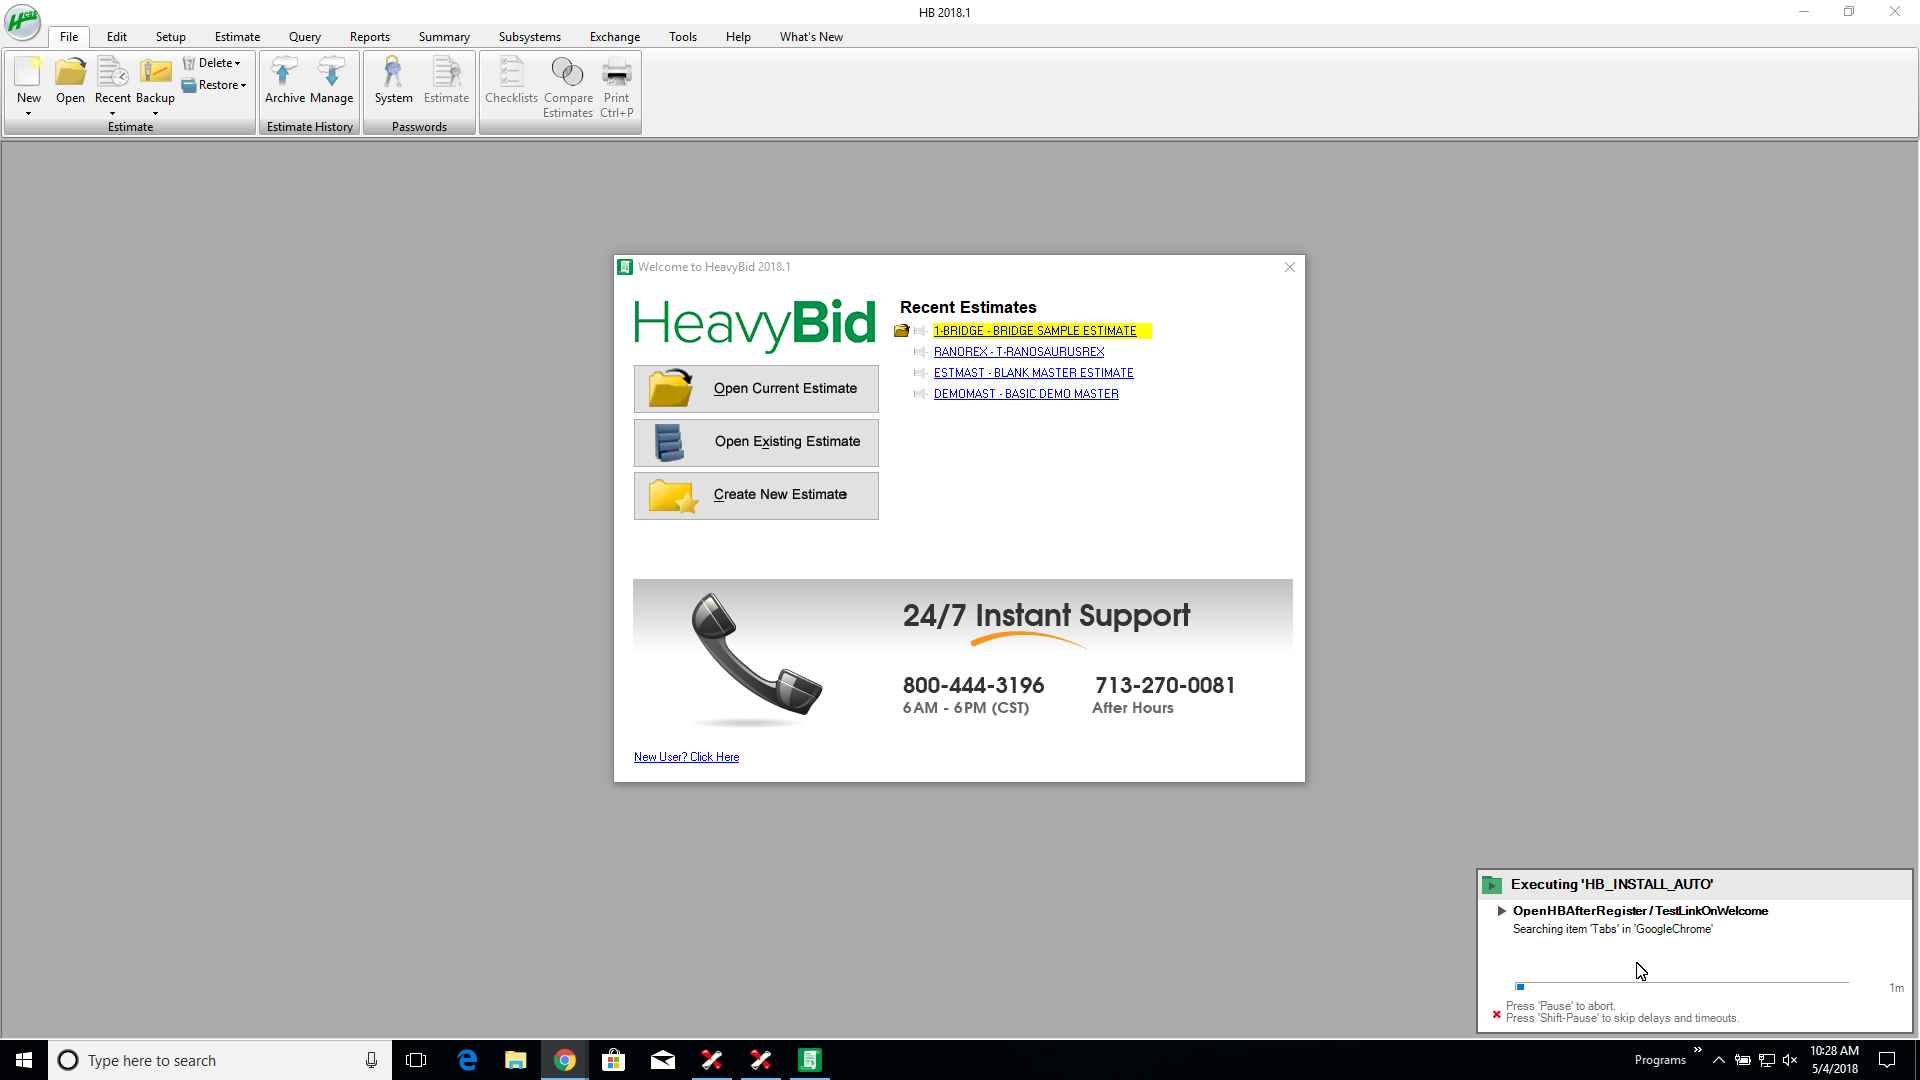 HB 2018.1
File Edit Setup Estimate Query Reports Summary Subsystems Exchange Tools Help What's New
New Open Recent Backup Delete Restore
Estimate
Archive Manage
Estimate History
System Estimate
Passwords
Checklists Compare Estimates Print Ctrl+P
Welcome to HeavyBid 2018.1
HeavyBid
Open Current Estimate
Open Existing Estimate
Create New Estimate
Recent Estimates
1-BRIDGE - BRIDGE SAMPLE ESTIMATE
RANOREX - T-RANOSAURUSREX
ESTMAST - BLANK MASTER ESTIMATE
DEMOMAST - BASIC DEMO MASTER
24/7 Instant Support
800-444-3196 713-270-0081
6AM - 6PM (CST) After Hours
New User? Click Here
Executing 'HB_INSTALL_AUTO'
OpenHBAfterRegister / TestLinkOnWelcome
Searching item 'Tabs' in 'GoogleChrome'
1m
Press 'Pause' to abort.
Press 'Shift-Pause' to skip delays and timeouts.
Type here to search
Programs
10:28 AM
5/4/2018